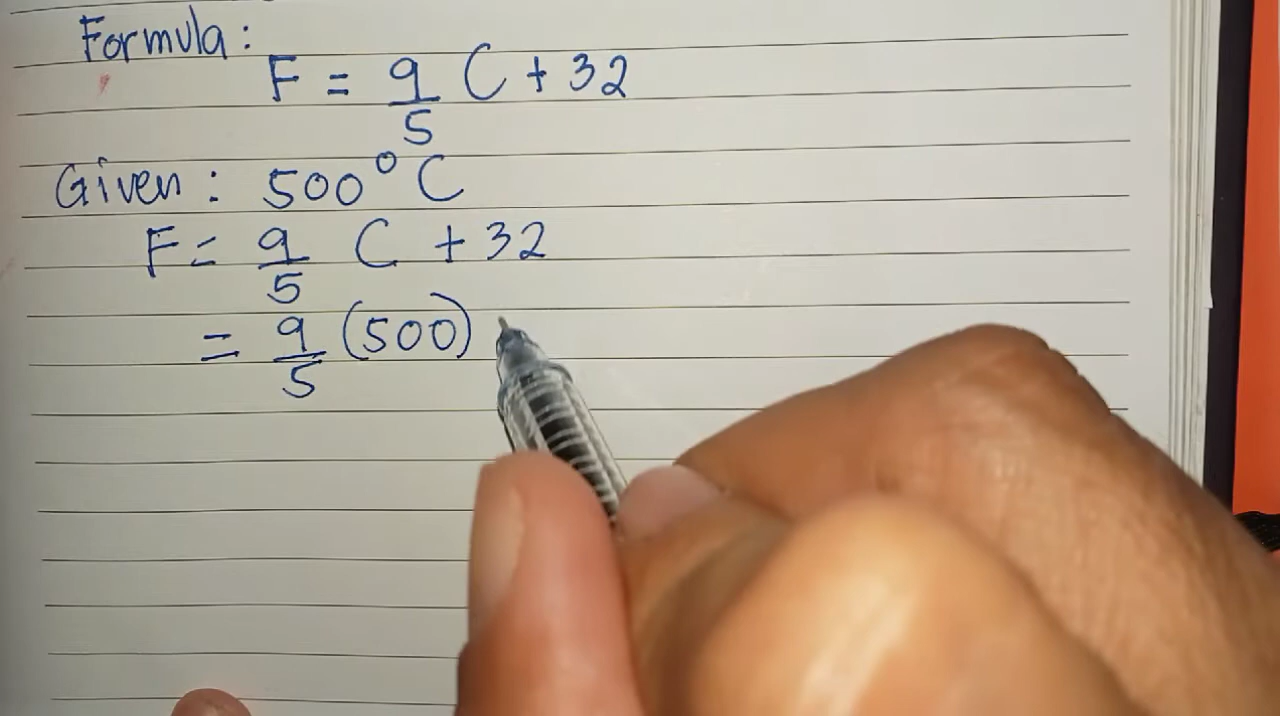 Formula:
F = 9/5 C + 32
Given: 500° C
F = 9/5 C + 32
= 9/5 (500)